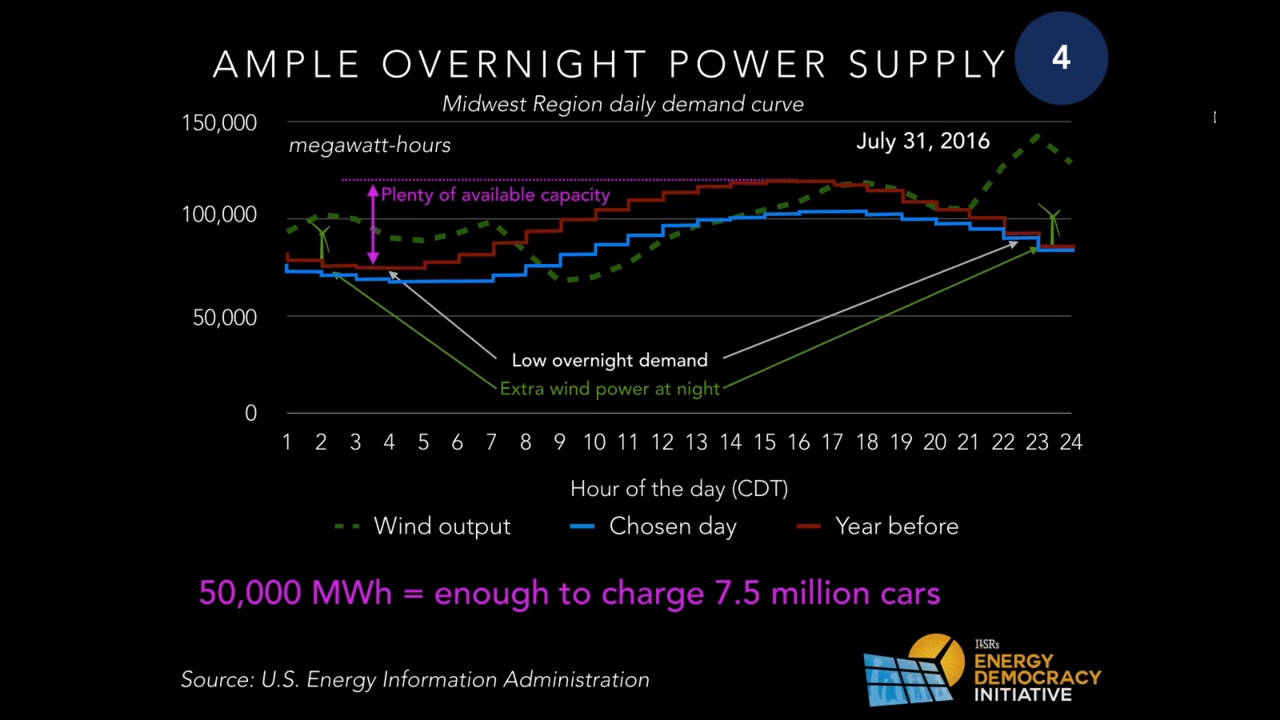 AMPLE OVERNIGHT POWER SUPPLY
4
Midwest Region daily demand curve
150,000
megawatt-hours
July 31, 2016
Plenty of available capacity
100,000
50,000
Low overnight demand
Extra wind power at night
0
1 2 3 4 5 6 7 8 9 10 11 12 13 14 15 16 17 18 19 20 21 22 23 24
Hour of the day (CDT)
Wind output Chosen day Year before
50,000 MWh = enough to charge 7.5 million cars
Source: U.S. Energy Information Administration
ILSRs
ENERGY
DEMOCRACY
INITIATIVE